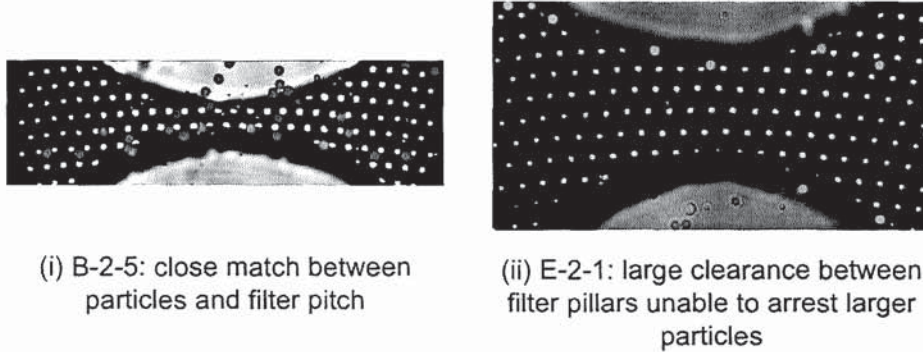 (i) B-2-5: close match between
particles and filter pitch
(ii) E-2-1: large clearance between
filter pillars unable to arrest larger
particles